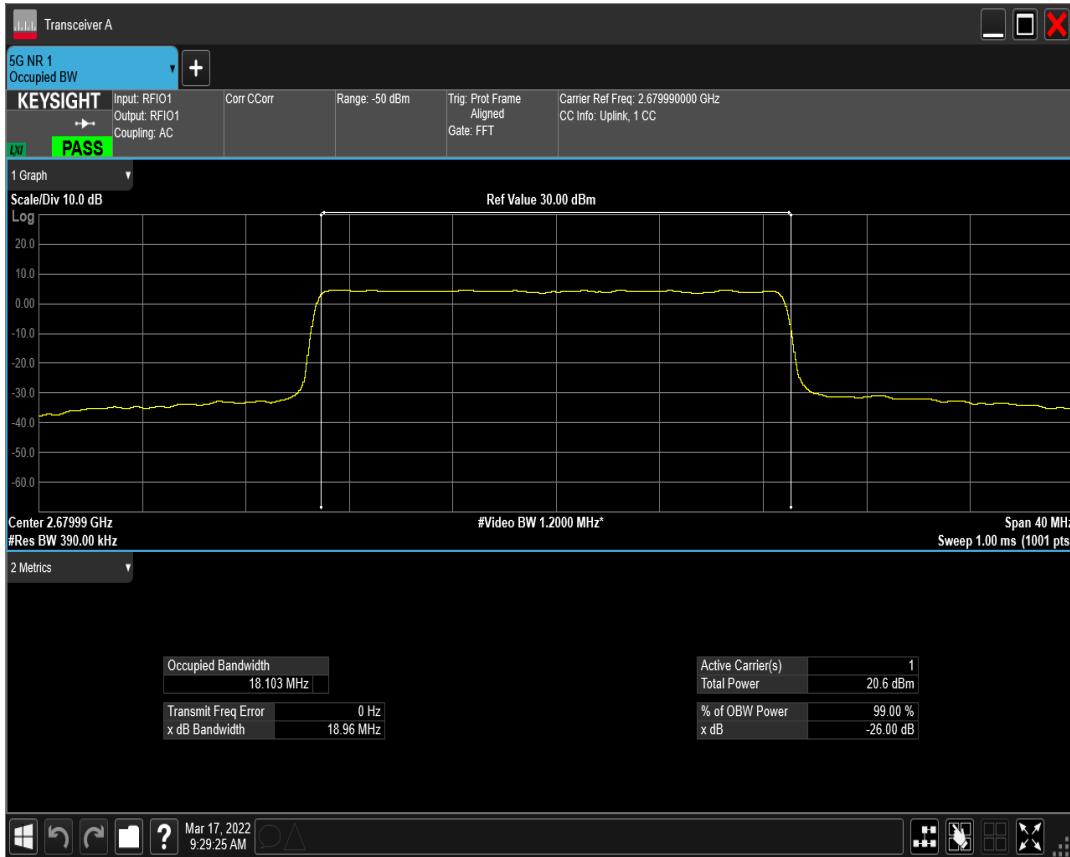 Transceiver A
5G NR 1
Occupied BW
KEYSIGHT
LXI
PASS
Input: RFIO1
Output: RFIO1
Coupling: AC
Corr CCorr
Range: -50 dBm
Trig: Prot Frame
Aligned
Gate: FFT
Carrier Ref Freq: 2.679990000 GHz
CC Info: Uplink, 1 CC
1 Graph
Scale/Div 10.0 dB
Ref Value 30.00 dBm
Log
20.0
10.0
0.00
-10.0
-20.0
-30.0
-40.0
-50.0
-60.0
Center 2.67999 GHz
#Video BW 1.2000 MHz*
Span 40 MHz
#Res BW 390.00 kHz
Sweep 1.00 ms (1001 pts
2 Metrics
Occupied Bandwidth
18.103 MHz
Transmit Freq Error 0 Hz
x dB Bandwidth 18.96 MHz
Active Carrier(s) 1
Total Power 20.6 dBm
% of OBW Power 99.00 %
x dB -26.00 dB
?
Mar 17, 2022
9:29:25 AM